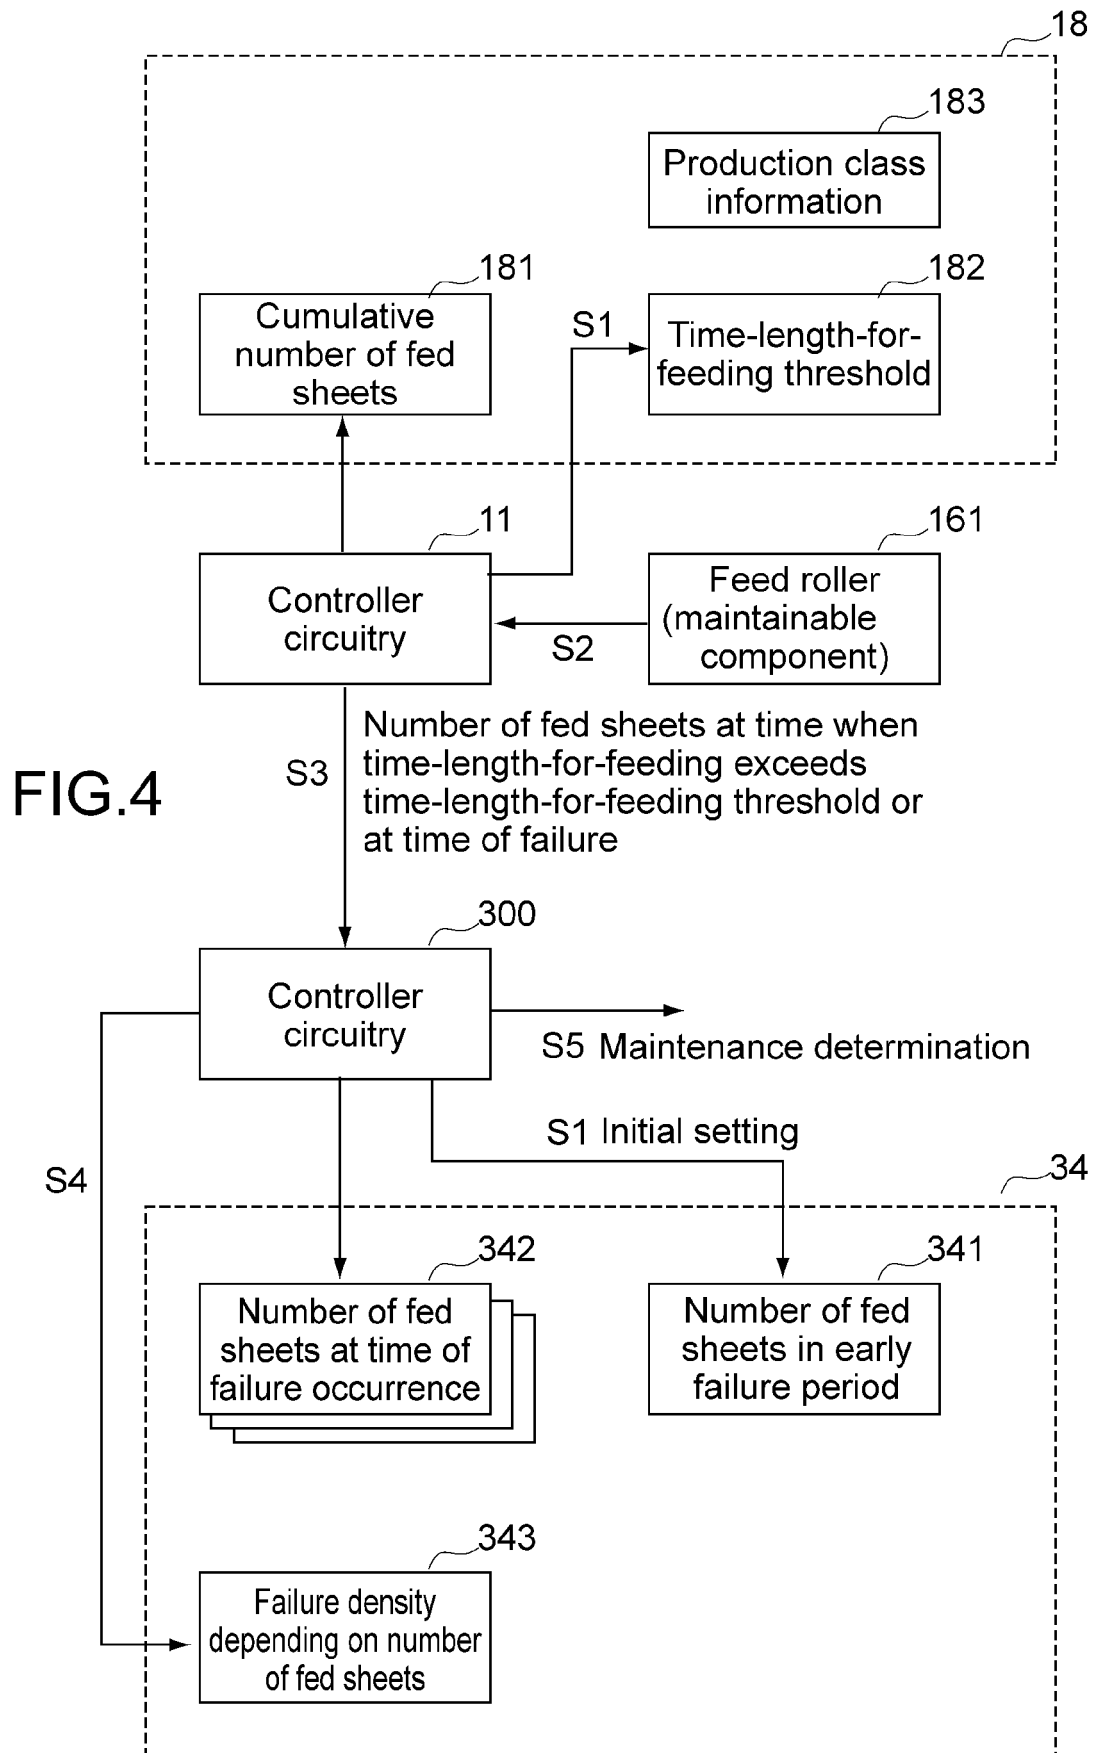 18
183
Production class
information
181
182
Cumulative
number of fed
sheets
S1
Time-length-for-
feeding threshold
11
161
Controller
circuitry
S2
Feed roller
(maintainable
component)
FIG.4
S3
Number of fed sheets at time when
time-length-for-feeding exceeds
time-length-for-feeding threshold or
at time of failure
300
Controller
circuitry
S5 Maintenance determination
S1 Initial setting
S4
34
342
341
Number of fed
sheets at time of
failure occurrence
Number of fed
sheets in early
failure period
343
Failure density
depending on number
of fed sheets